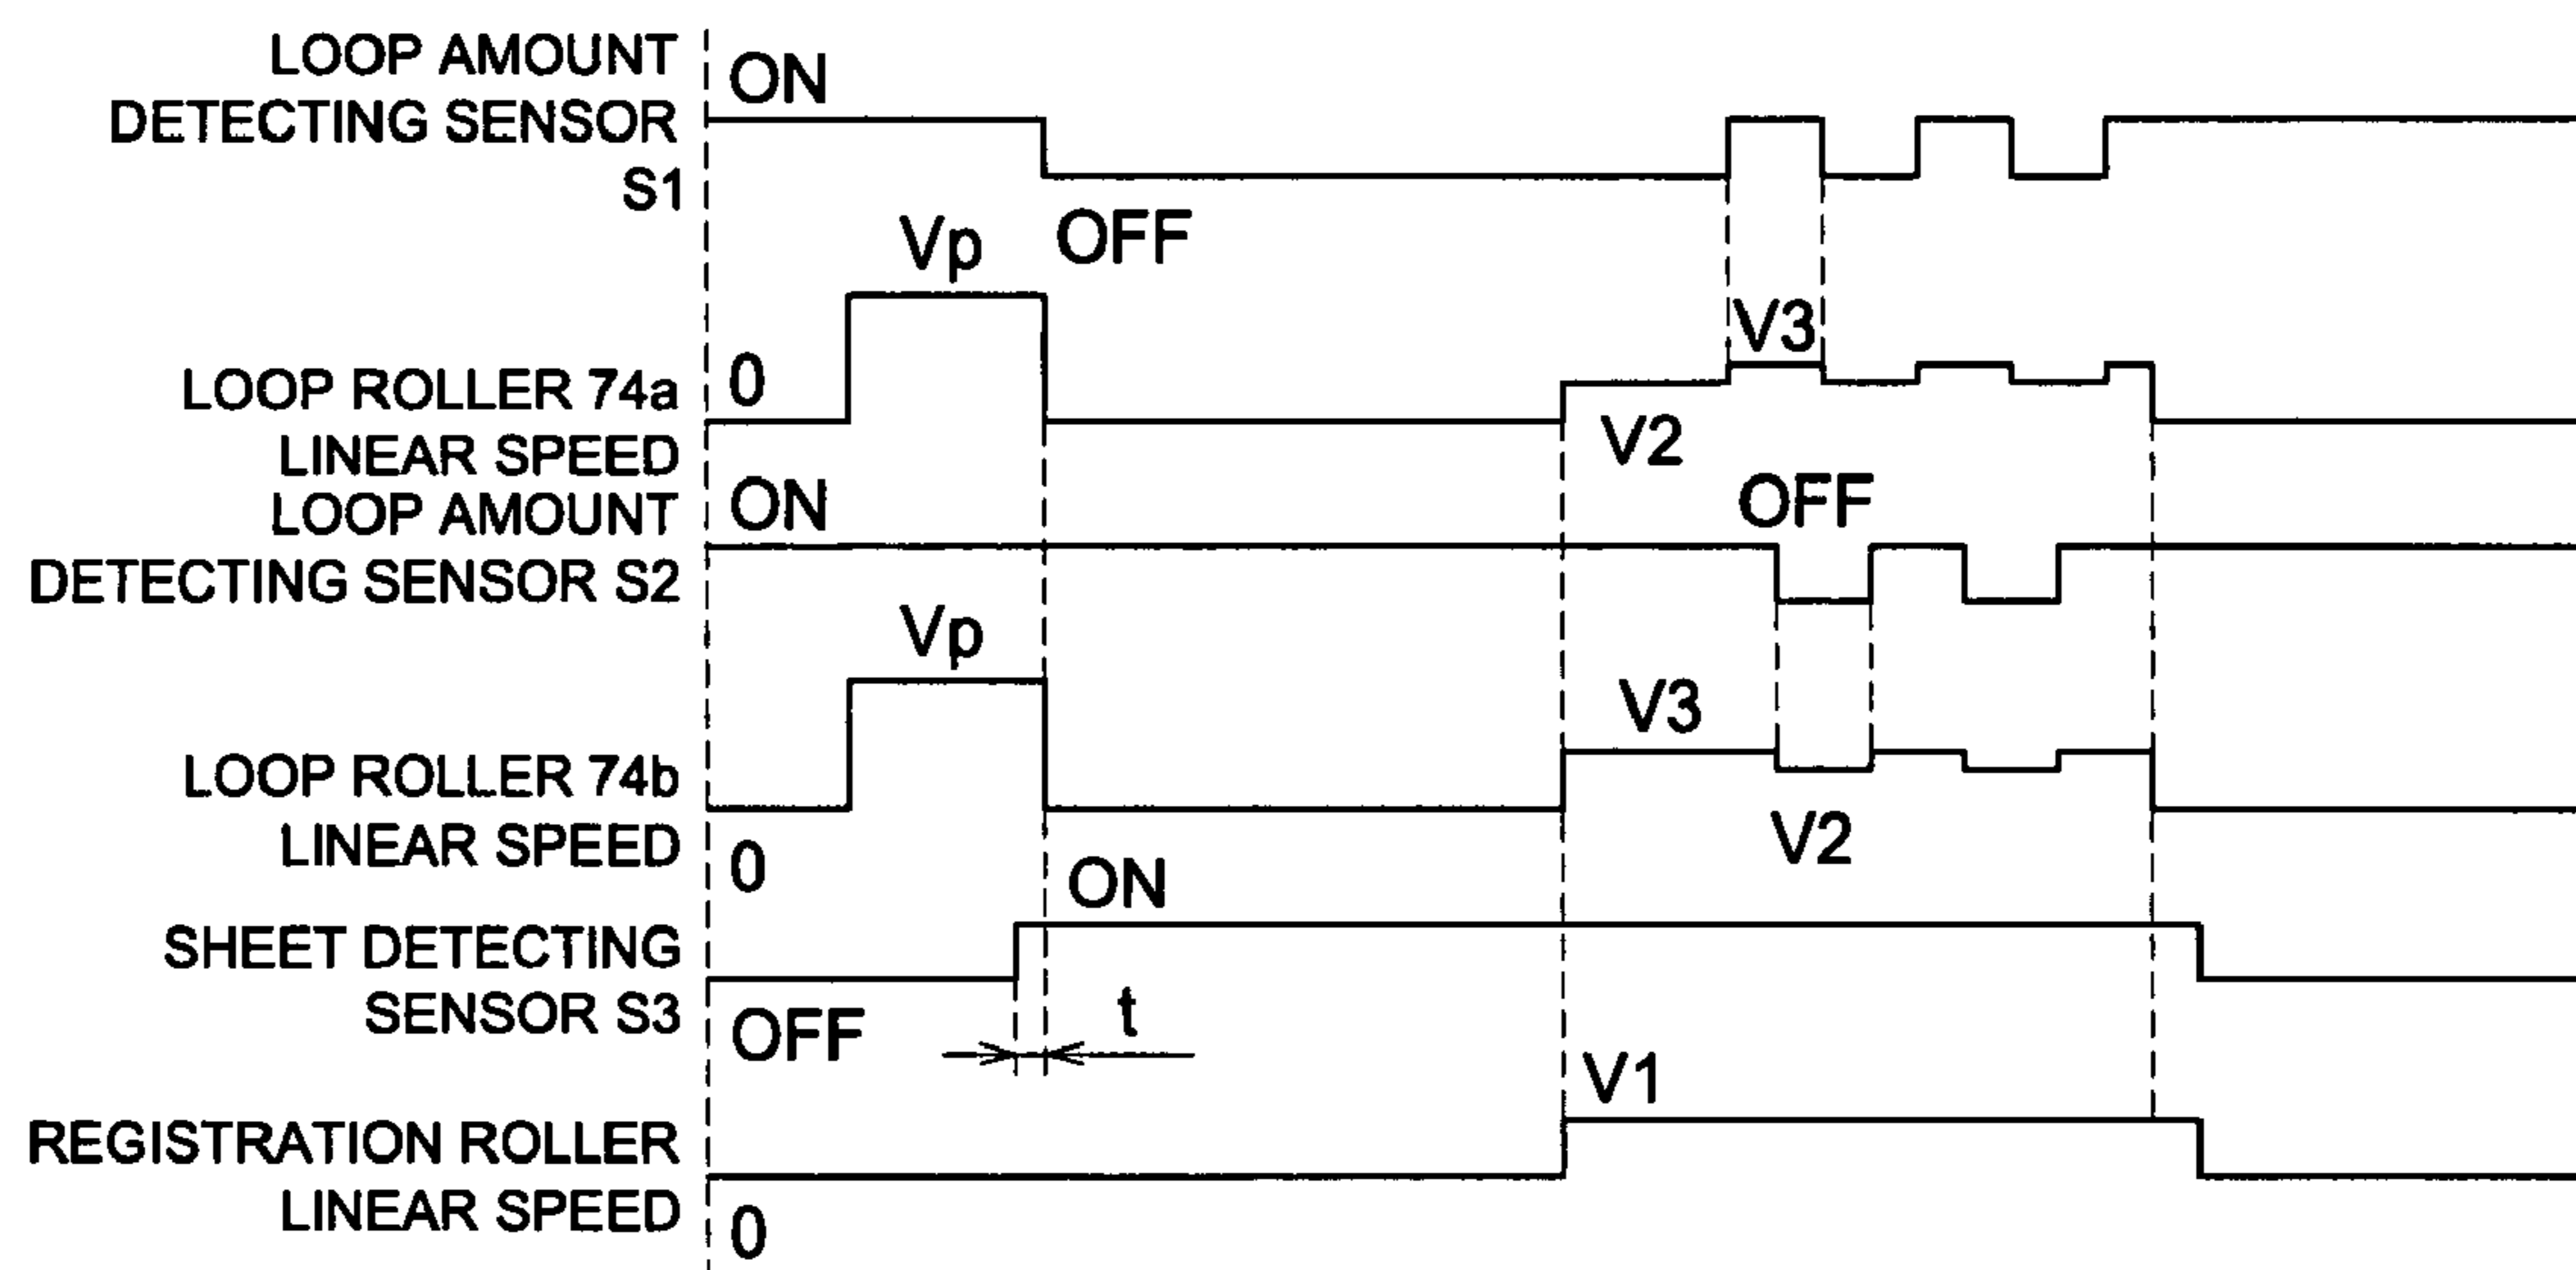 LOOP AMOUNT
DETECTING SENSOR
S1
ON
OFF
Vp
LOOP ROLLER 74a
LINEAR SPEED
0
V3
V2
LOOP AMOUNT
DETECTING SENSOR S2
ON
OFF
Vp
LOOP ROLLER 74b
LINEAR SPEED
0
V3
V2
SHEET DETECTING
SENSOR S3
OFF
ON
t
REGISTRATION ROLLER
LINEAR SPEED
0
V1